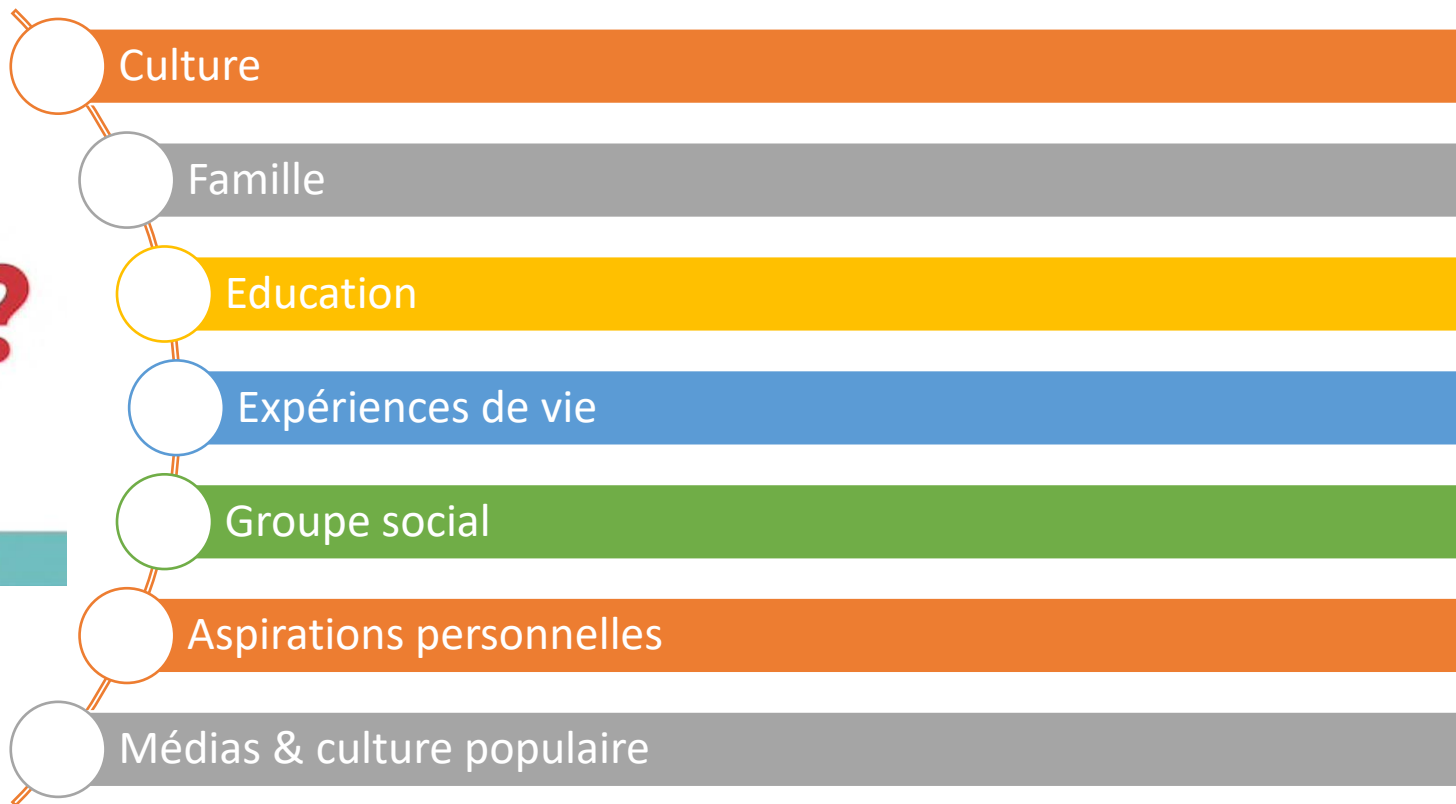 Culture
Famille
?
Education
Expériences de vie
Groupe social
Aspirations personnelles
Médias & culture populaire